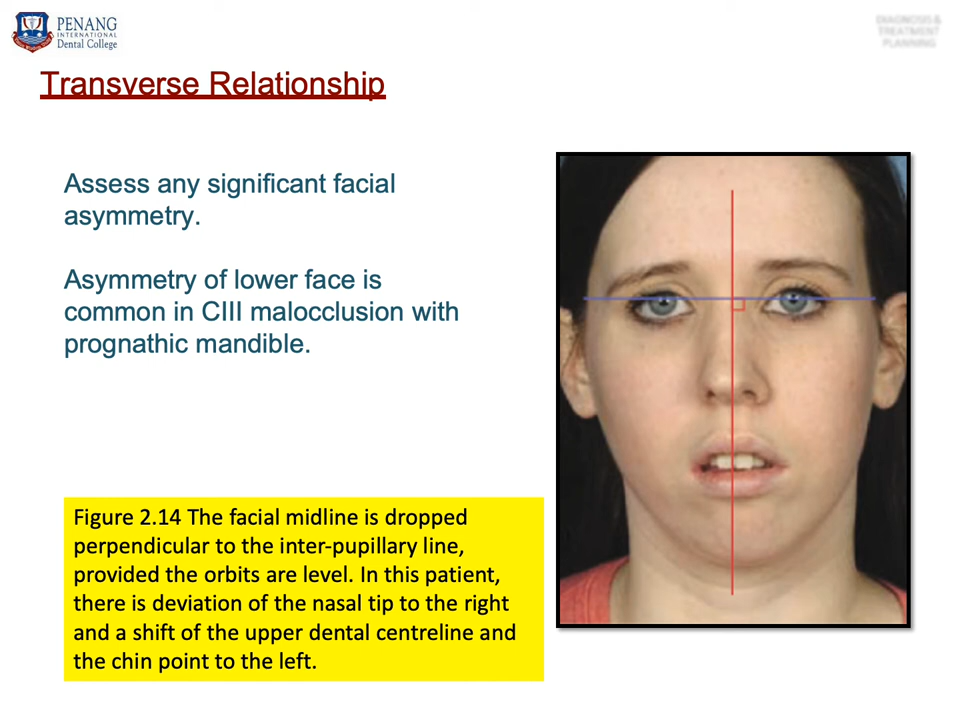 PENANG
INTERNATIONAL
Dental College
DIAGNOSIS &
TREATMENT
PLANNING
Transverse Relationship
Assess any significant facial
asymmetry.
Asymmetry of lower face is
common in CIII malocclusion with
prognathic mandible.
Figure 2.14 The facial midline is dropped
perpendicular to the inter-pupillary line,
provided the orbits are level. In this patient,
there is deviation of the nasal tip to the right
and a shift of the upper dental centreline and
the chin point to the left.